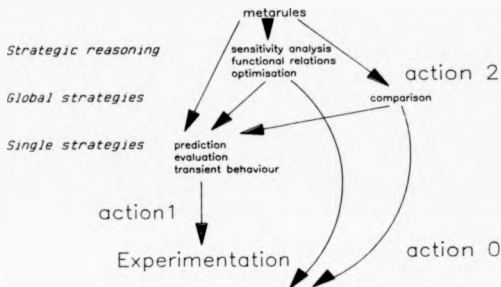 metarules
Strategic reasoning
sensitivity analysis
functional relations
optimisation
action 2
Global strategies
comparison
Single strategies
prediction
evaluation
transient behaviour
action1
action 0
Experimentation